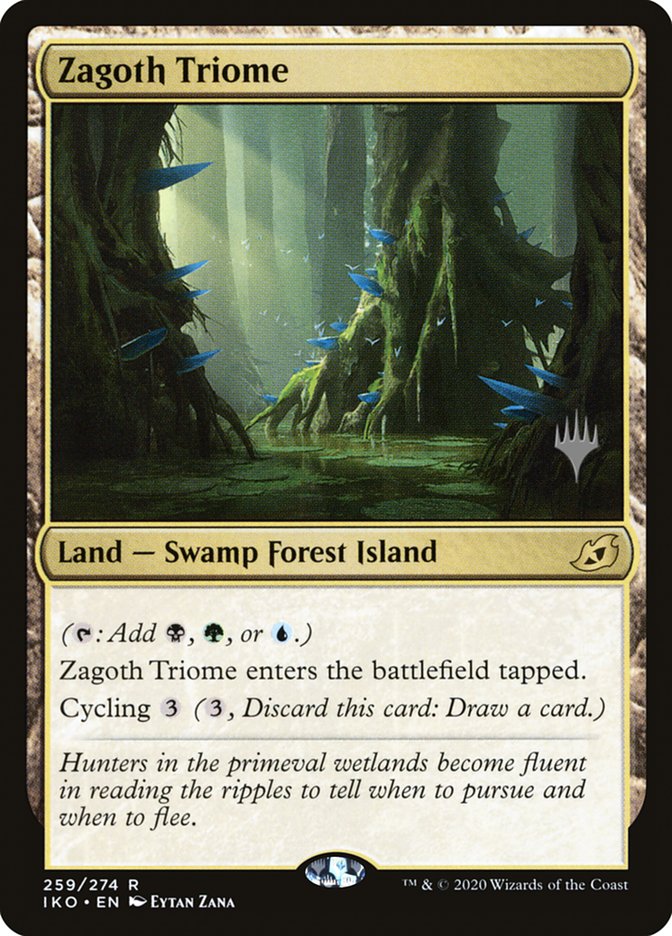 Zagoth Triome
Land — Swamp Forest Island
(: Add , , or .)
Zagoth Triome enters the battlefield tapped.
Cycling 3 (3, Discard this card: Draw a card.)
Hunters in the primeval wetlands become fluent
in reading the ripples to tell when to pursue and
when to flee.
259/274 R
IKO • EN Eytan Zana
™ & © 2020 Wizards of the Coast